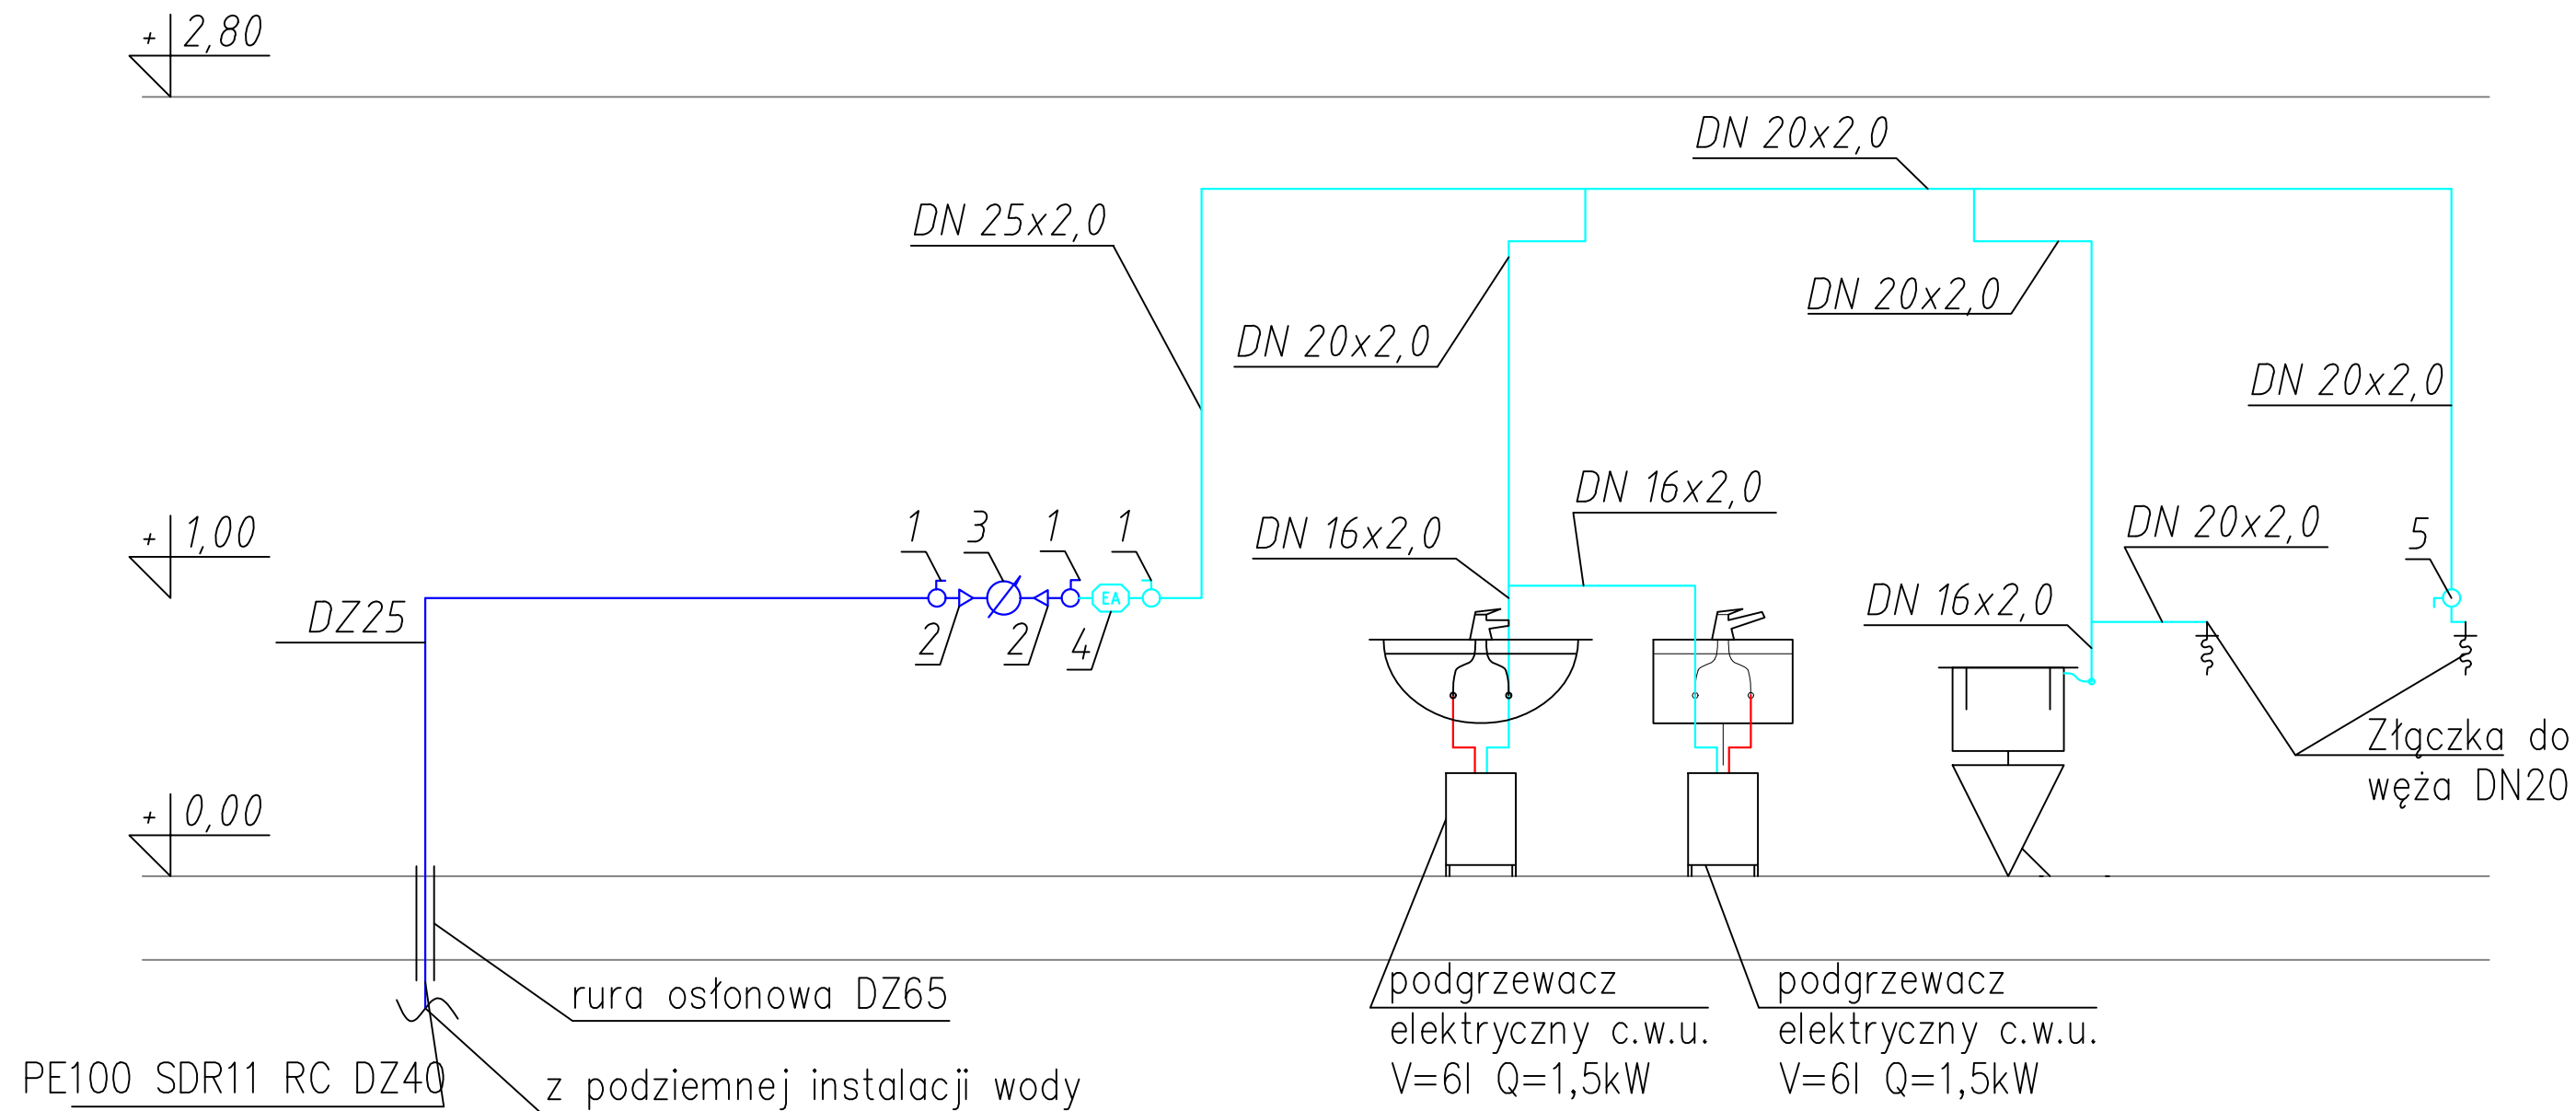 + 2,80
DN 20x2,0
DN 25x2,0
DN 20x2,0
DN 20x2,0
DN 20x2,0
DN 16x2,0
+ 1,00
1
3
1
1
DN 16x2,0
DN 20x2,0
5
EA
DZ25
2
2
4
DN 16x2,0
Złączka do
węża DN20
+ 0,00
rura osłonowa DZ65
podgrzewacz
elektryczny c.w.u.
V=6l Q=1,5kW
podgrzewacz
elektryczny c.w.u.
V=6l Q=1,5kW
PE100 SDR11 RC DZ40
z podziemnej instalacji wody